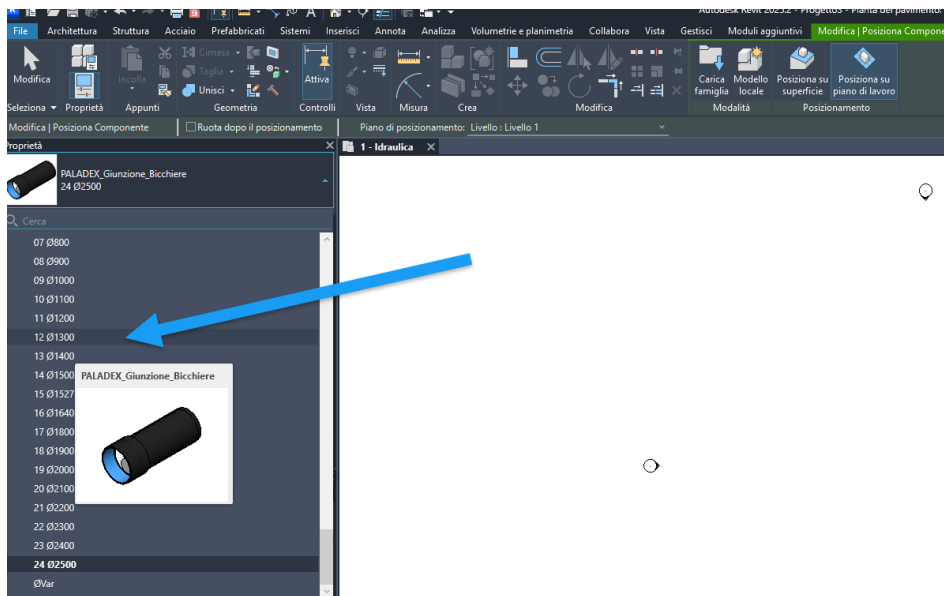 Autodesk Revit 2023.2 - Progetto3 - Pianta del pavimento:
File Architettura Struttura Acciaio Prefabbricati Sistemi Inserisci Annota Analizza Volumetrie e planimetria Collabora Vista Gestisci Moduli aggiuntivi Modifica | Posiziona Compone
Modifica
Incolla
Cimasa
Taglia
Unisci
Attiva
Carica famiglia
Modello locale
Posiziona su superficie
Posiziona su piano di lavoro
Seleziona Proprietà Appunti Geometria Controlli Vista Misura Crea Modifica Modalità Posizionamento
Modifica | Posiziona Componente Ruota dopo il posizionamento Piano di posizionamento: Livello : Livello 1
Proprietà
1 - Idraulica
PALADEX_Giunzione_Bicchiere
24 Ø2500
Cerca
07 Ø800
08 Ø900
09 Ø1000
10 Ø1100
11 Ø1200
12 Ø1300
13 Ø1400
14 Ø1500
PALADEX_Giunzione_Bicchiere
15 Ø1527
16 Ø1640
17 Ø1800
18 Ø1900
19 Ø2000
20 Ø2100
21 Ø2200
22 Ø2300
23 Ø2400
24 Ø2500
ØVar